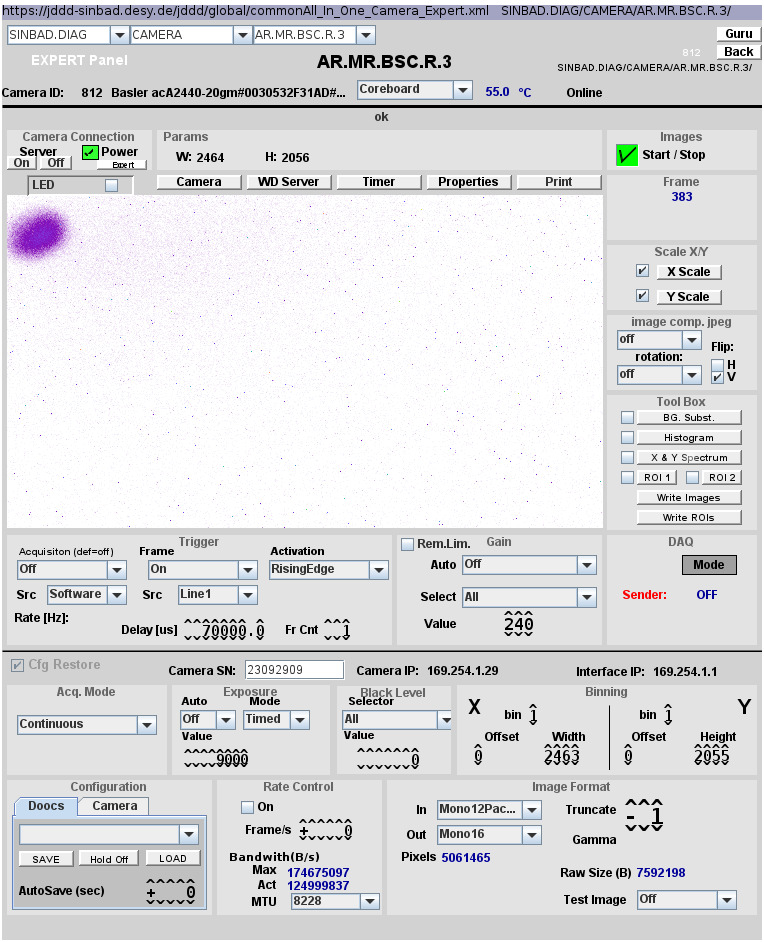 https://jddd-sinbad.desy.de/jddd/global/commonAll_In_One_Camera_Expert.xml SINBAD.DIAG/CAMERA/AR.MR.BSC.R.3/
SINBAD.DIAG CAMERA AR.MR.BSC.R.3 Guru
812 Back
EXPERT Panel AR.MR.BSC.R.3 SINBAD.DIAG/CAMERA/AR.MR.BSC.R.3/
Camera ID: 812 Basler acA2440-20gm#0030532F31AD#... Coreboard 55.0 °C Online
ok
Camera Connection Params Images
Server Power W: 2464 H: 2056 Start / Stop
On Off Expert
LED Camera WD Server Timer Properties Print Frame
383
Scale X/Y
X Scale
Y Scale
image comp. jpeg
off Flip:
rotation: H
off V
Tool Box
BG. Subst.
Histogram
X & Y Spectrum
ROI 1 ROI 2
Write Images
Write ROIs
Trigger Rem.Lim. Gain DAQ
Acquisiton (def=off) Frame Activation
Off On RisingEdge Auto Off Mode
Src Software Src Line1 Select All Sender: OFF
Rate [Hz]: Delay [us] 70000.0 Fr Cnt 1 Value 240
Cfg Restore Camera SN: 23092909 Camera IP: 169.254.1.29 Interface IP: 169.254.1.1
Acq. Mode Exposure Black Level Binning
Auto Mode Selector X bin 1 bin 1 Y
Continuous Off Timed All
Value Value Offset Width Offset Height
9000 0 0 2463 0 2055
Configuration Rate Control Image Format
Doocs Camera On In Mono12Pac... Truncate - 1
Frame/s + 0 Out Mono16 Gamma
SAVE Hold Off LOAD Bandwith(B/s) Pixels 5061465
Max 174675097 Raw Size (B) 7592198
AutoSave (sec) + 0 Act 124999837
MTU 8228 Test Image Off